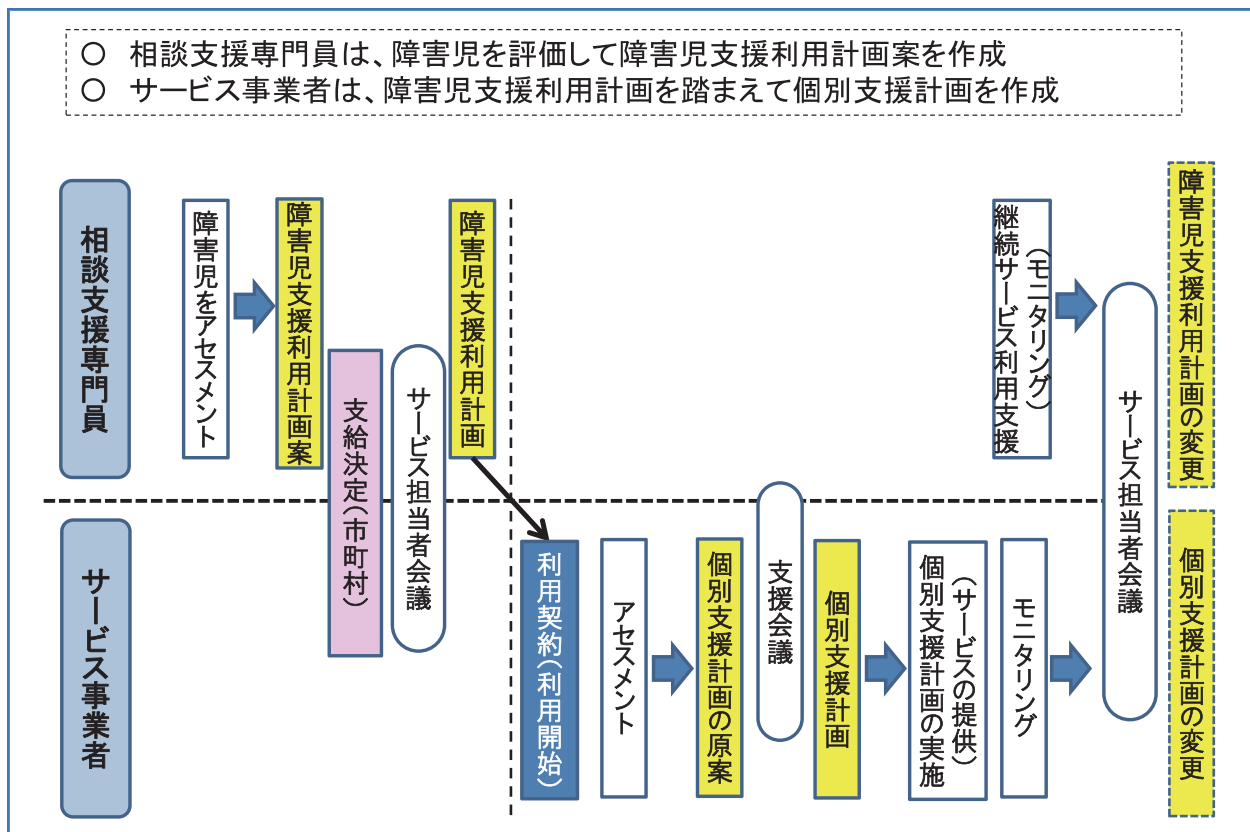 ○　相談支援専門員は、障害児を評価して障害児支援利用計画案を作成
○　サービス事業者は、障害児支援利用計画を踏まえて個別支援計画を作成
相談支援専門員
障害児をアセスメント
障害児支援利用計画案
支給決定(市町村)
サービス担当者会議
障害児支援利用計画
(モニタリング)
継続サービス利用支援
サービス担当者会議
障害児支援利用計画の変更
サービス事業者
利用契約(利用開始)
アセスメント
個別支援計画の原案
支援会議
個別支援計画
(サービスの提供)
個別支援計画の実施
モニタリング
個別支援計画の変更